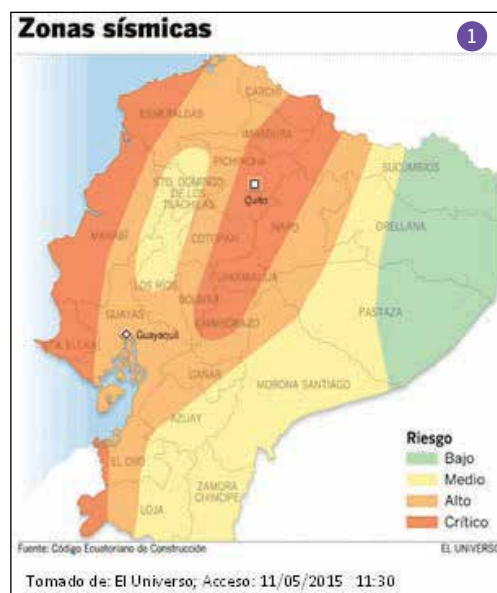 Zonas sísmicas
1
CARCHI
ESMERALDAS
IMBABURA
PICHINCHA
SUCUMBÍOS
STO. DOMINGO
DE LOS
TSÁCHILAS
Quito
ORELLANA
MANABÍ
COTOPAXI
NAPO
LOS RÍOS
TUNGURAHUA
BOLÍVAR
PASTAZA
GUAYAS
CHIMBORAZO
Guayaquil
STA. ELENA
CAÑAR
MORONA SANTIAGO
AZUAY
EL ORO
ZAMORA
CHINCHIPE
LOJA
Riesgo
Bajo
Medio
Alto
Crítico
Fuente: Código Ecuatoriano de Construcción
EL UNIVERSO
Tomado de: El Universo; Acceso: 11/05/2015 11:30